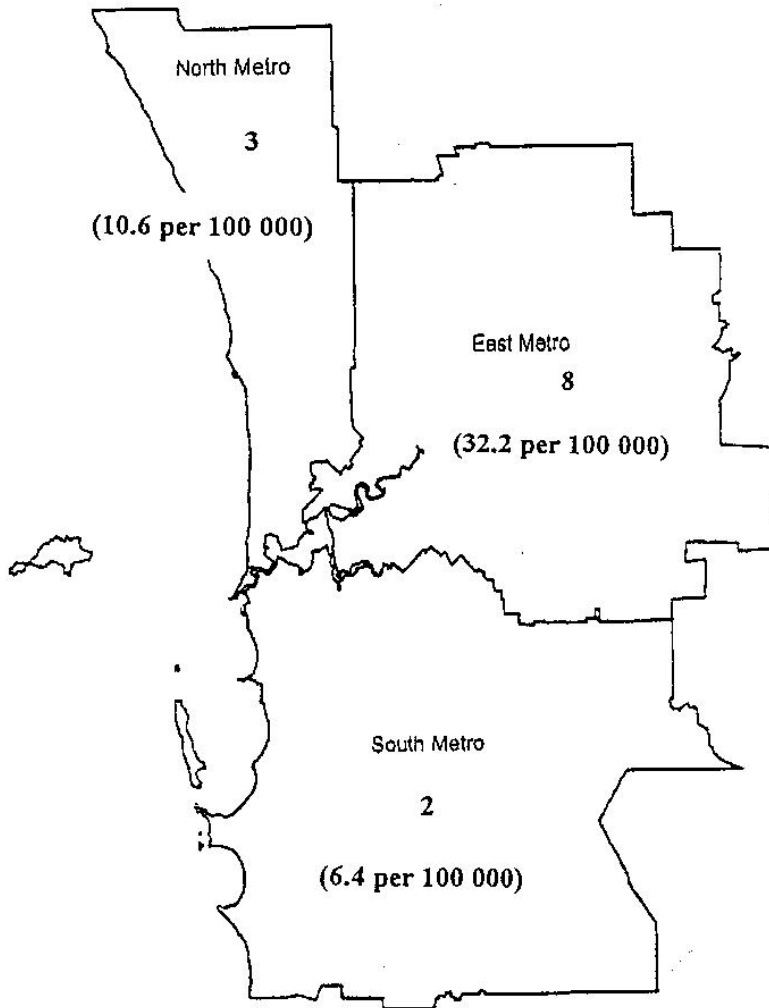 North Metro
3
(10.6 per 100 000)
East Metro
8
(32.2 per 100 000)
South Metro
2
(6.4 per 100 000)